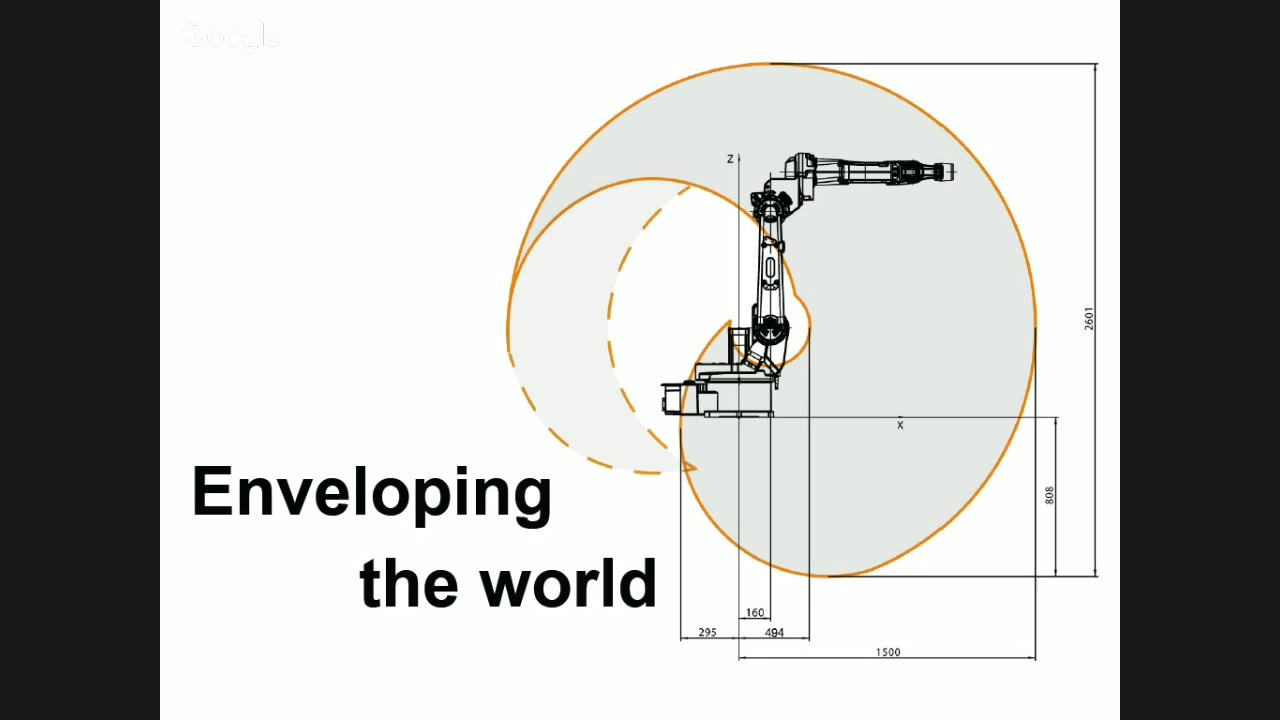 Google
Z
2601
X
808
Enveloping
the world
160
295
494
1500